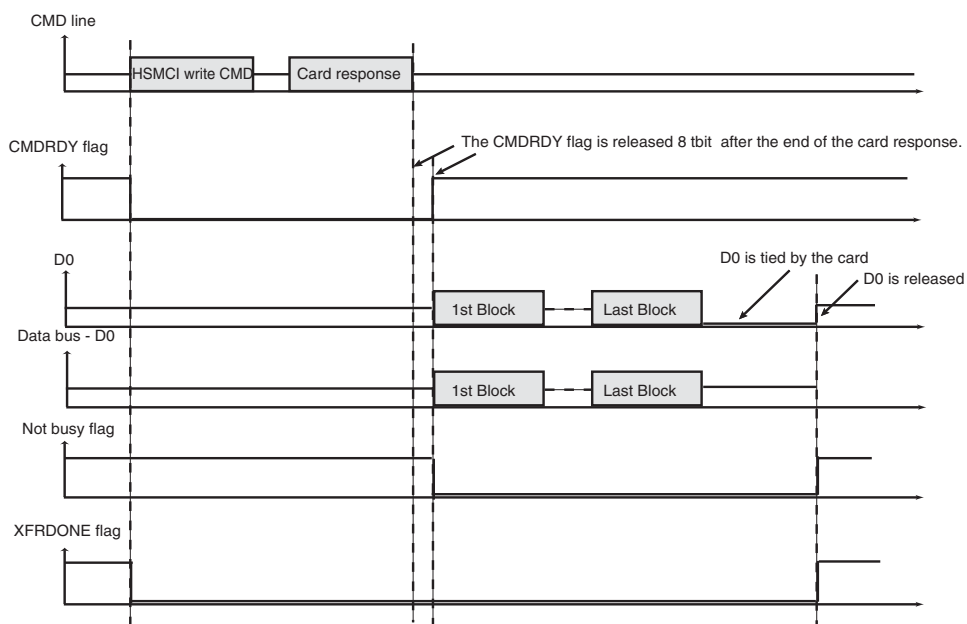 CMD line
HSMCI write CMD
Card response
The CMDRDY flag is released 8 tbit after the end of the card response.
CMDRDY flag
D0 is tied by the card
D0
D0 is released
1st Block
Last Block
Data bus - D0
1st Block
Last Block
Not busy flag
XFRDONE flag